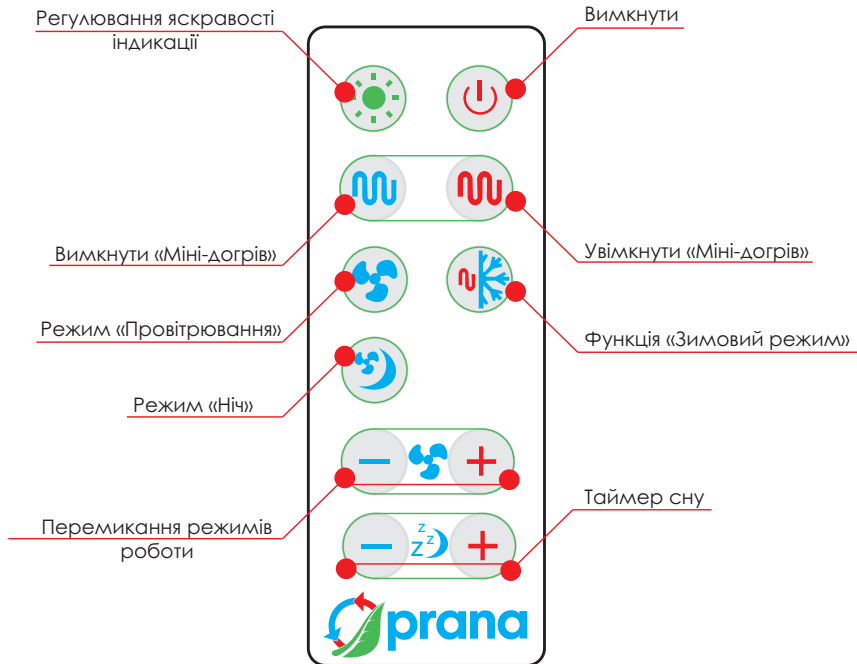 Регулювання яскравості
індикації
Вимкнути
Вимкнути «Міні-догрів»
Увімкнути «Міні-догрів»
Режим «Провітрювання»
Функція «Зимовий режим»
Режим «Ніч»
Перемикання режимів
роботи
Таймер сну
z
z
z
prana